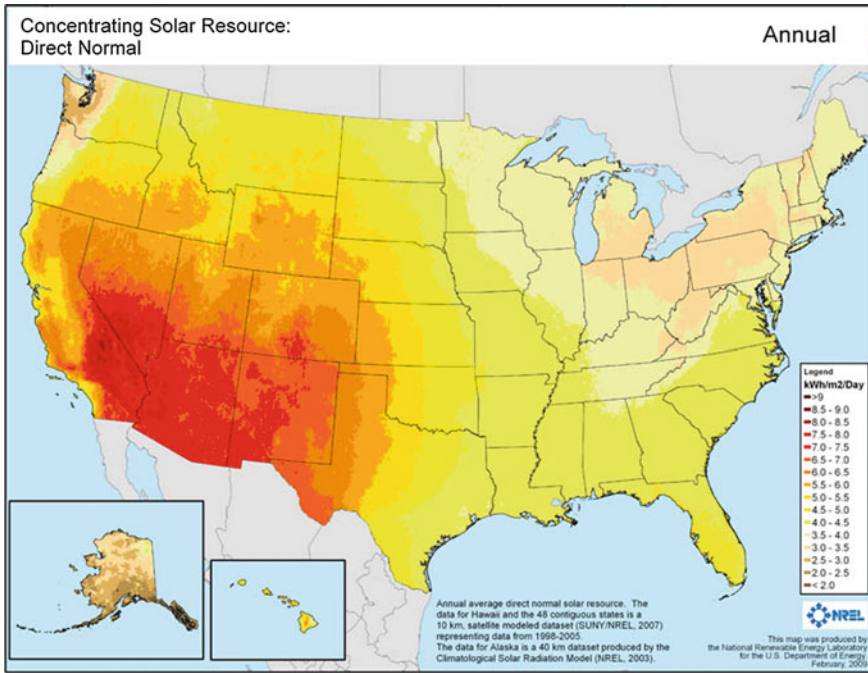 Concentrating Solar Resource:
Direct Normal
Annual
Legend
kWh/m2/Day
>9
8.5 - 9.0
8.0 - 8.5
7.5 - 8.0
7.0 - 7.5
6.5 - 7.0
6.0 - 6.5
5.5 - 6.0
5.0 - 5.5
4.5 - 5.0
4.0 - 4.5
3.5 - 4.0
3.0 - 3.5
2.5 - 3.0
2.0 - 2.5
< 2.0
Annual average direct normal solar resource. The
data for Hawaii and the 48 contiguous states is a
10 km, satellite modeled dataset (SUNY/NREL, 2007)
representing data from 1998-2005.
The data for Alaska is a 40 km dataset produced by the
Climatological Solar Radiation Model (NREL, 2003).
NREL
This map was produced by
the National Renewable Energy Laboratory
for the U.S. Department of Energy.
February, 2009